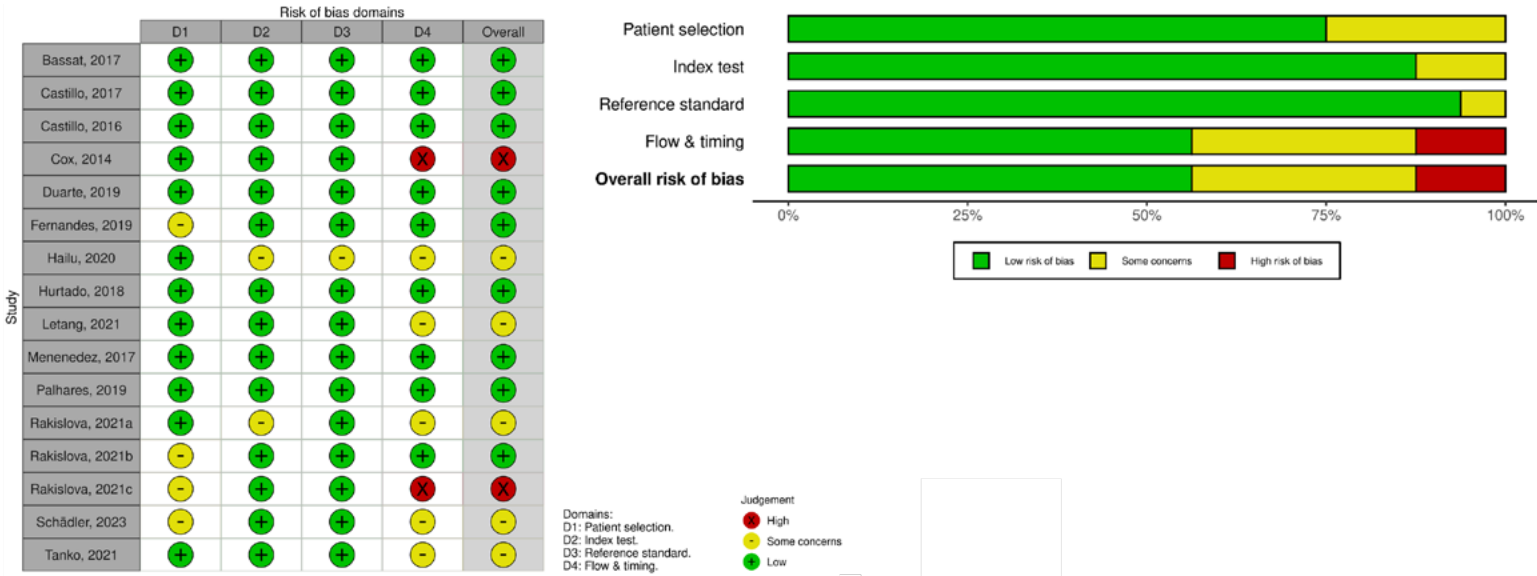 Risk of bias domains
D1 D2 D3 D4 Overall
Study
Bassat, 2017 + + + + +
Castillo, 2017 + + + + +
Castillo, 2016 + + + + +
Cox, 2014 + + + X X
Duarte, 2019 + + + + +
Fernandes, 2019 - + + + +
Hailu, 2020 + - - - -
Hurtado, 2018 + + + + +
Letang, 2021 + + + - -
Menenedez, 2017 + + + + +
Palhares, 2019 + + + + +
Rakislova, 2021a + - + - -
Rakislova, 2021b - + + + +
Rakislova, 2021c - + + X X
Schädler, 2023 - + + - -
Tanko, 2021 + + + - -
Domains:
D1: Patient selection.
D2: Index test.
D3: Reference standard.
D4: Flow & timing.
Judgement
X High
- Some concerns
+ Low
Patient selection
Index test
Reference standard
Flow & timing
Overall risk of bias
0% 25% 50% 75% 100%
Low risk of bias Some concerns High risk of bias